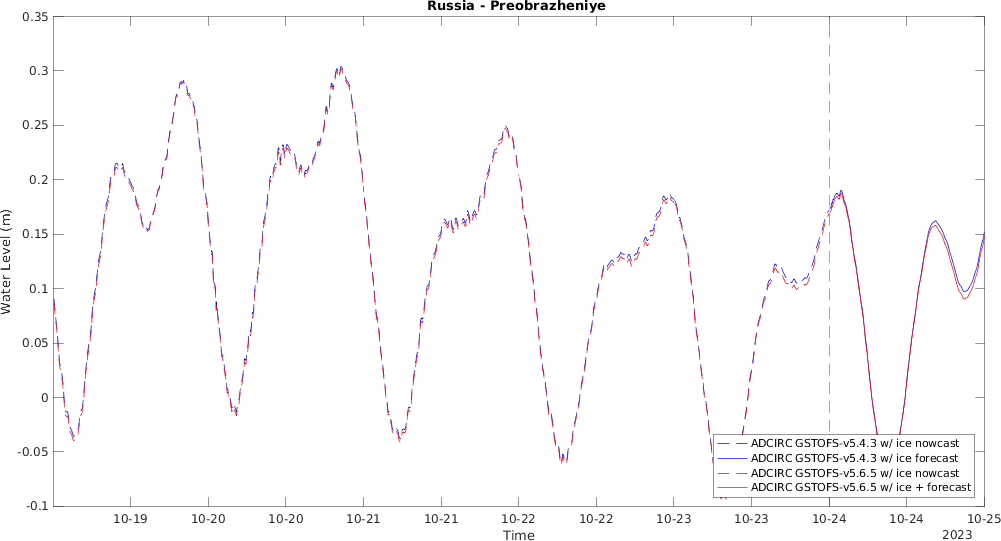 Russia - Preobrazheniye
0.35
0.3
0.25
0.2
0.15
0.1
0.05
0
-0.05
-0.1
Water Level (m)
ADCIRC GSTOFS-v5.4.3 w/ ice nowcast
ADCIRC GSTOFS-v5.4.3 w/ ice forecast
ADCIRC GSTOFS-v5.6.5 w/ ice nowcast
ADCIRC GSTOFS-v5.6.5 w/ ice + forecast
10-19 10-20 10-20 10-21 10-21 10-22 10-22 10-23 10-23 10-24 10-24 10-25
Time
2023